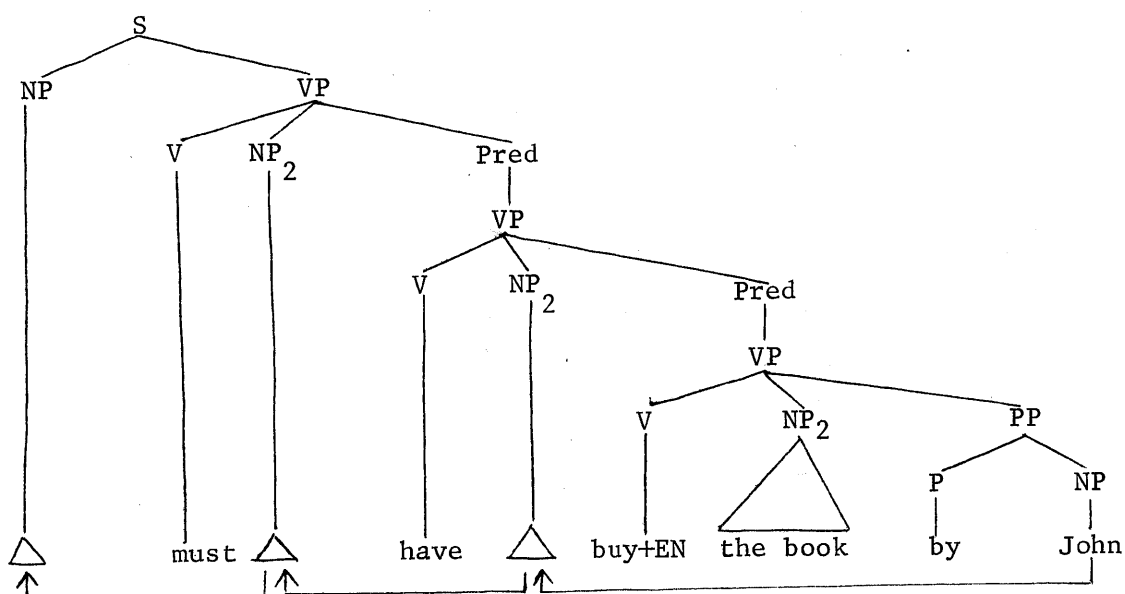 S
NP VP
V NP2 Pred
VP
V NP2 Pred
VP
V NP2 PP
P NP
must have buy+EN the book by John